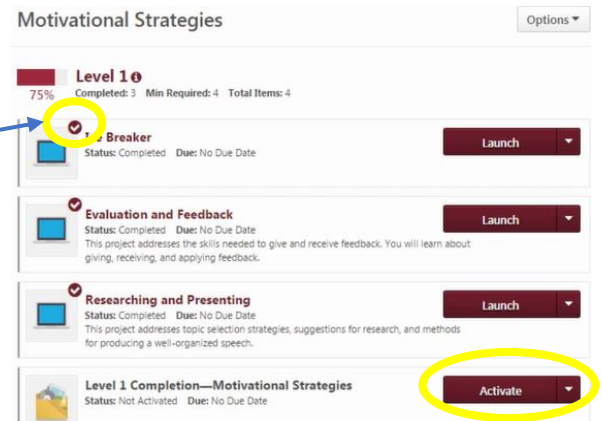 Motivational Strategies
Options
Level 1
75% Completed: 3 Min Required: 4 Total Items: 4
Ice Breaker
Launch
Status: Completed Due: No Due Date
Evaluation and Feedback
Launch
Status: Completed Due: No Due Date
This project addresses the skills needed to give and receive feedback. You will learn about
giving, receiving, and applying feedback.
Researching and Presenting
Launch
Status: Completed Due: No Due Date
This project addresses topic selection strategies, suggestions for research, and methods
for producing a well-organized speech.
Level 1 Completion—Motivational Strategies
Activate
Status: Not Activated Due: No Due Date